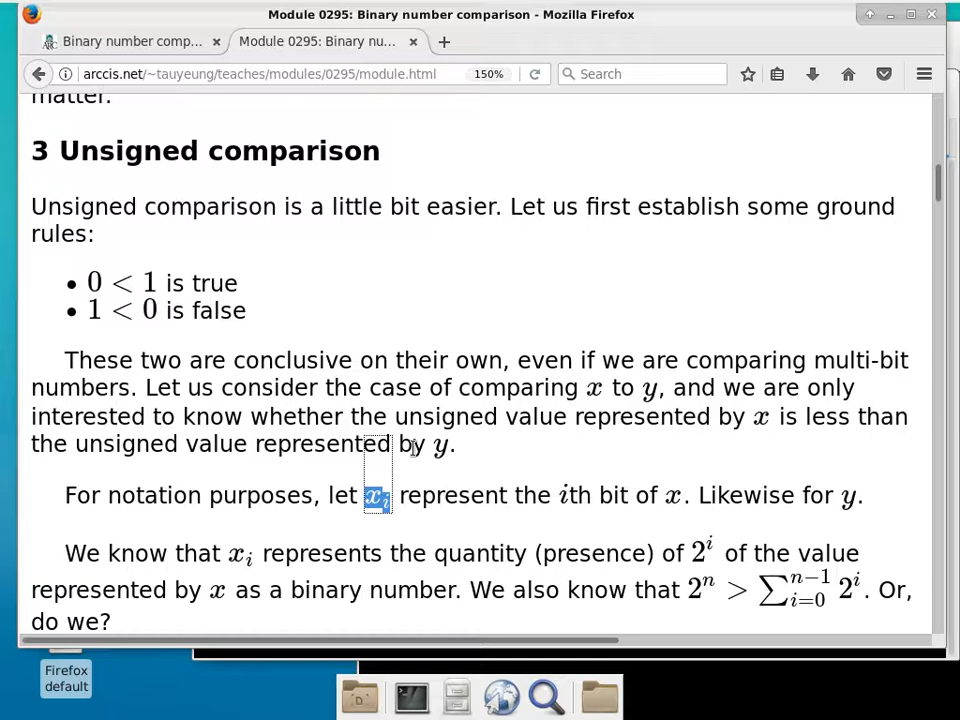 Module 0295: Binary number comparison - Mozilla Firefox
Binary number comp... × Module 0295: Binary nu... × +
arccis.net/~tauyeung/teaches/modules/0295/module.html 150% Search
matter.
3 Unsigned comparison
Unsigned comparison is a little bit easier. Let us first establish some ground
rules:
• 0 < 1 is true
• 1 < 0 is false
These two are conclusive on their own, even if we are comparing multi-bit
numbers. Let us consider the case of comparing x to y, and we are only
interested to know whether the unsigned value represented by x is less than
the unsigned value represented by y.
For notation purposes, let xᵢ represent the ith bit of x. Likewise for y.
We know that xᵢ represents the quantity (presence) of 2ⁱ of the value
represented by x as a binary number. We also know that 2ⁿ > ∑ᵢ₌₀ⁿ⁻¹ 2ⁱ. Or,
do we?
Firefox
default